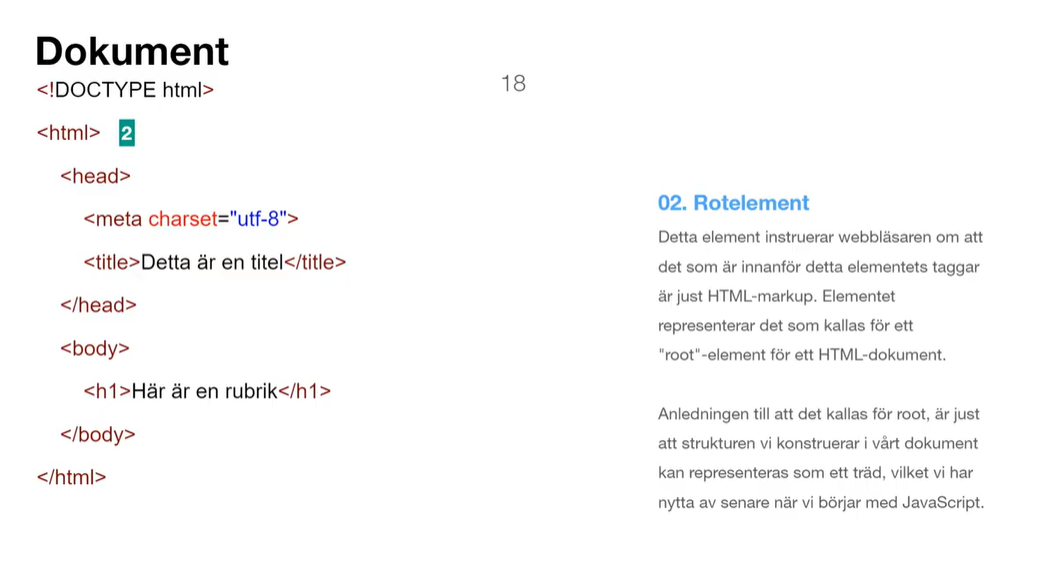 Dokument
<!DOCTYPE html>
18
<html> 2
<head>
<meta charset="utf-8">
<title>Detta är en titel</title>
</head>
<body>
<h1>Här är en rubrik</h1>
</body>
</html>
02. Rotelement
Detta element instruerar webbläsaren om att
det som är innanför detta elementets taggar
är just HTML-markup. Elementet
representerar det som kallas för ett
"root"-element för ett HTML-dokument.
Anledningen till att det kallas för root, är just
att strukturen vi konstruerar i vårt dokument
kan representeras som ett träd, vilket vi har
nytta av senare när vi börjar med JavaScript.